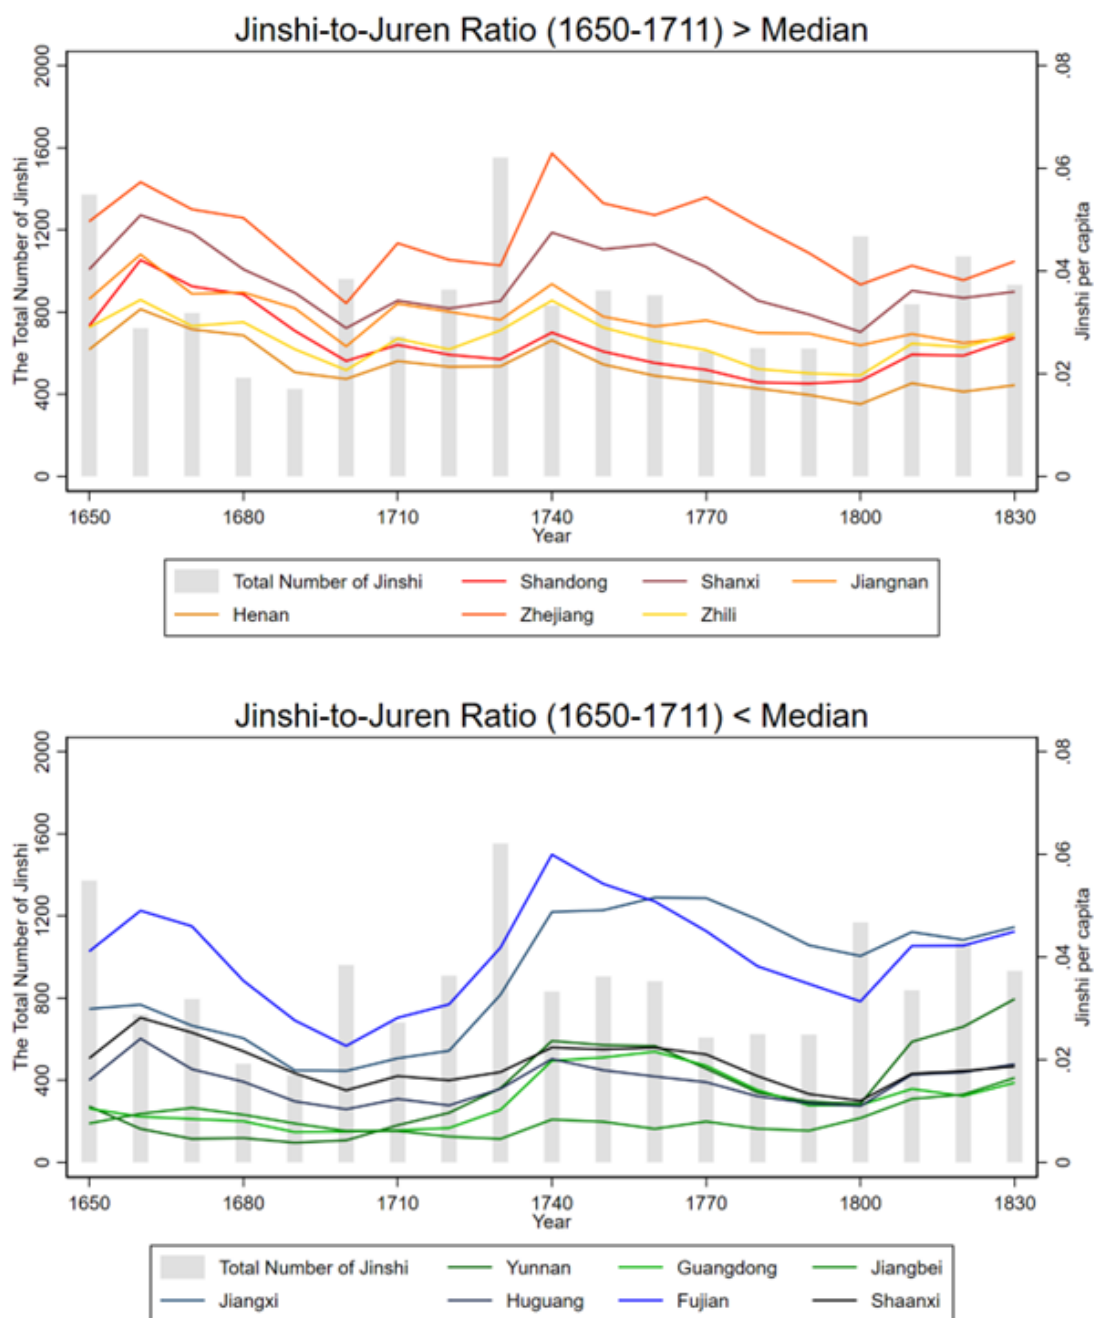 Jinshi-to-Juren Ratio (1650-1711) > Median
The Total Number of Jinshi
0 400 800 1200 1600 2000
Jinshi per capita
0 .02 .04 .06 .08
1650 1680 1710 1740 1770 1800 1830
Year
Total Number of Jinshi Shandong Shanxi Jiangnan
Henan Zhejiang Zhili
Jinshi-to-Juren Ratio (1650-1711) < Median
The Total Number of Jinshi
0 400 800 1200 1600 2000
Jinshi per capita
0 .02 .04 .06 .08
1650 1680 1710 1740 1770 1800 1830
Year
Total Number of Jinshi Yunnan Guangdong Jiangbei
Jiangxi Huguang Fujian Shaanxi